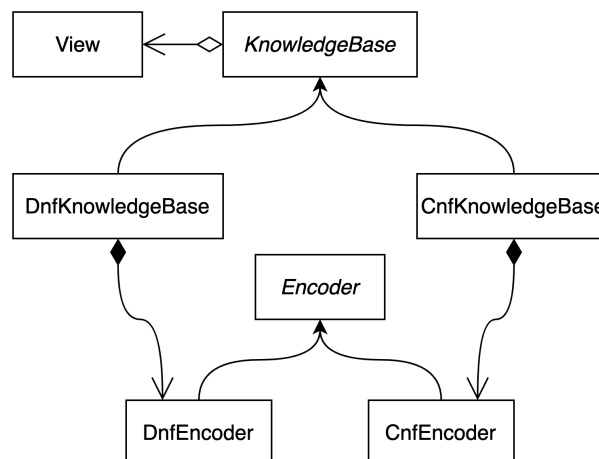 View
KnowledgeBase
DnfKnowledgeBase
CnfKnowledgeBase
Encoder
DnfEncoder
CnfEncoder